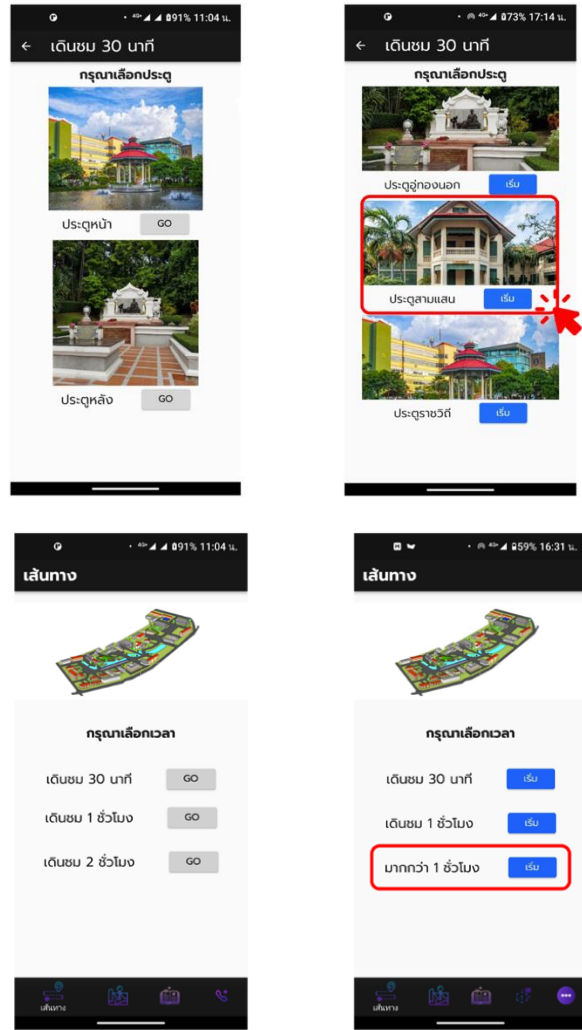 4G+ 91% 11:04 น.
← เดินชม 30 นาที
กรุณาเลือกประตู
ประตูหน้า GO
ประตูหลัง GO
4G+ 73% 17:14 น.
← เดินชม 30 นาที
กรุณาเลือกประตู
ประตูอู่ทองนอก เริ่ม
ประตูสามแสน เริ่ม
ประตูราชวิถี เริ่ม
4G+ 91% 11:04 น.
เส้นทาง
กรุณาเลือกเวลา
เดินชม 30 นาที GO
เดินชม 1 ชั่วโมง GO
เดินชม 2 ชั่วโมง GO
เส้นทาง
4G+ 59% 16:31 น.
เส้นทาง
กรุณาเลือกเวลา
เดินชม 30 นาที เริ่ม
เดินชม 1 ชั่วโมง เริ่ม
มากกว่า 1 ชั่วโมง เริ่ม
เส้นทาง